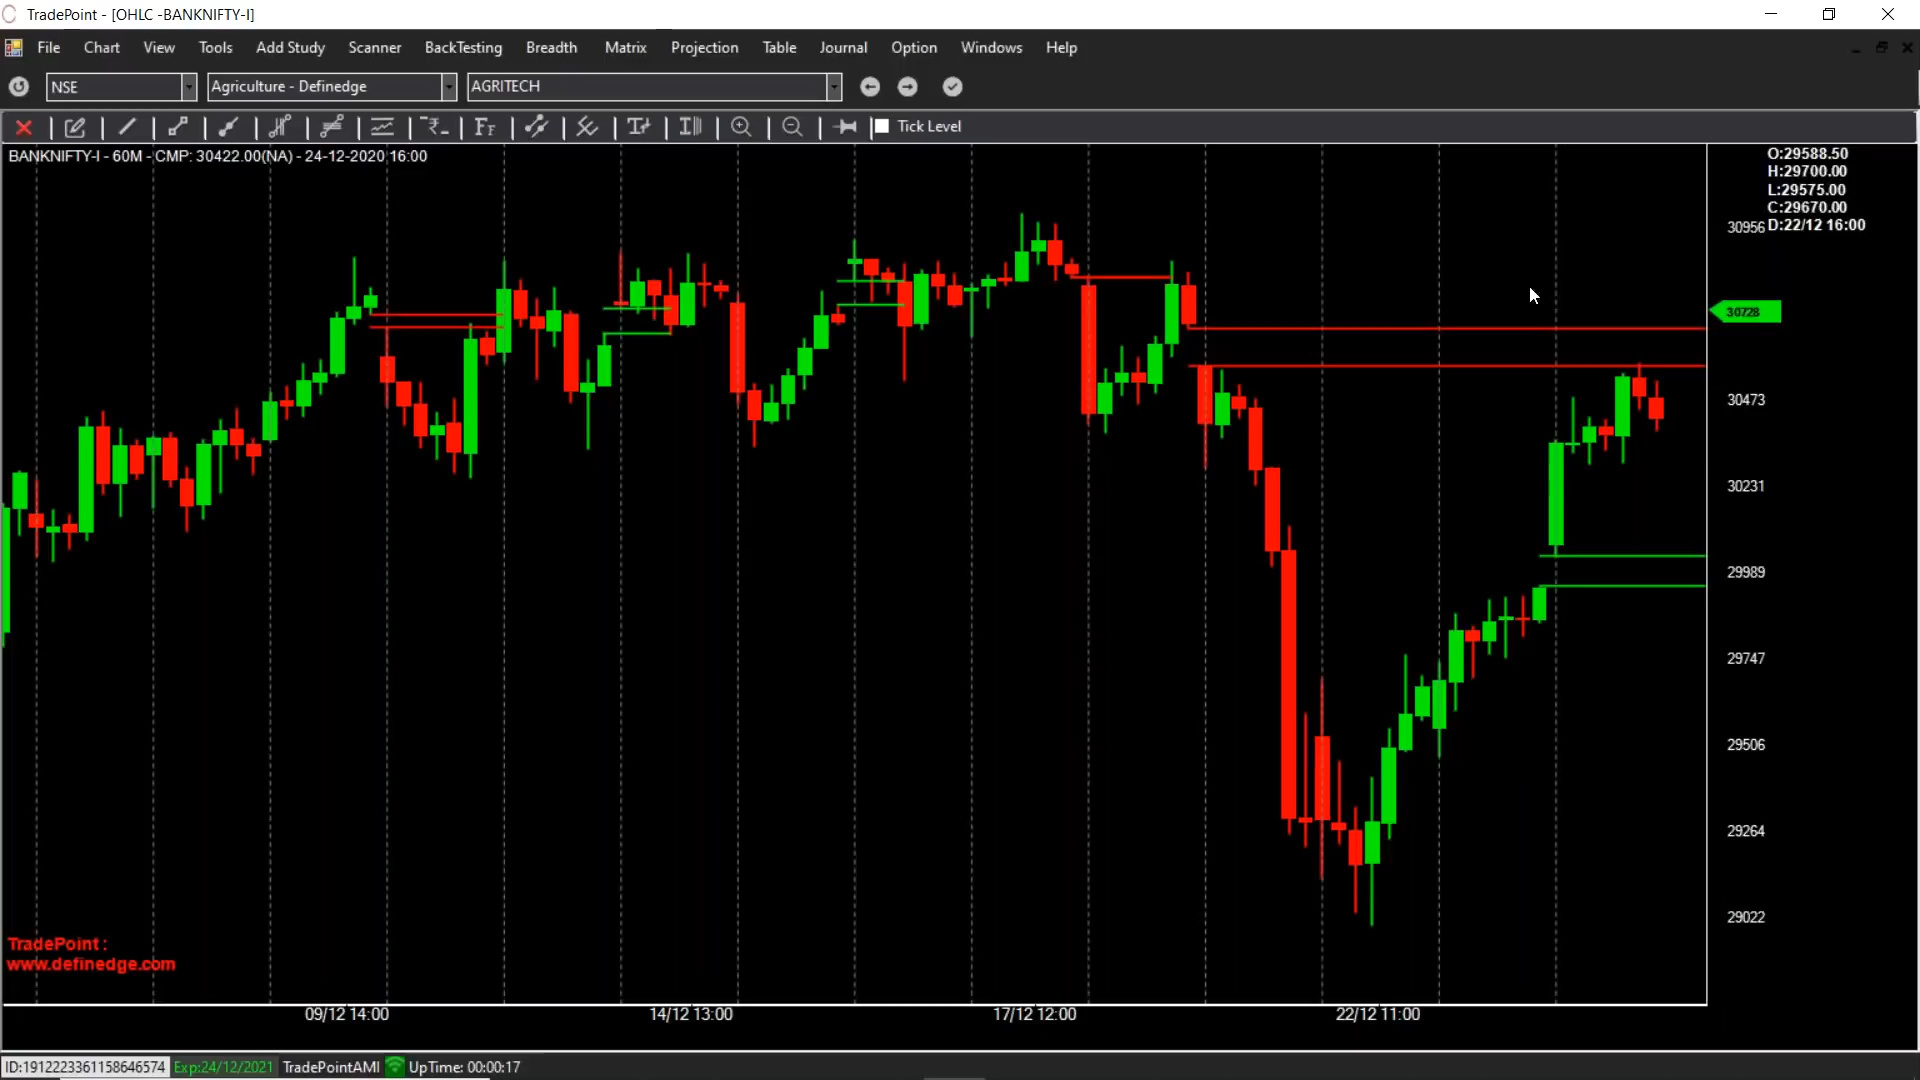 TradePoint - [OHLC -BANKNIFTY-I]
File Chart View Tools Add Study Scanner BackTesting Breadth Matrix Projection Table Journal Option Windows Help
NSE Agriculture - Definedge AGRITECH
Tick Level
BANKNIFTY-I - 60M - CMP: 30422.00(NA) - 24-12-2020 16:00
O:29588.50
H:29700.00
L:29575.00
C:29670.00
D:22/12 16:00
30956
30728
30473
30231
29989
29747
29506
29264
29022
TradePoint :
www.definedge.com
09/12 14:00 14/12 13:00 17/12 12:00 22/12 11:00
ID:1912223361158646574 Exp:24/12/2021 TradePointAMI UpTime: 00:00:17